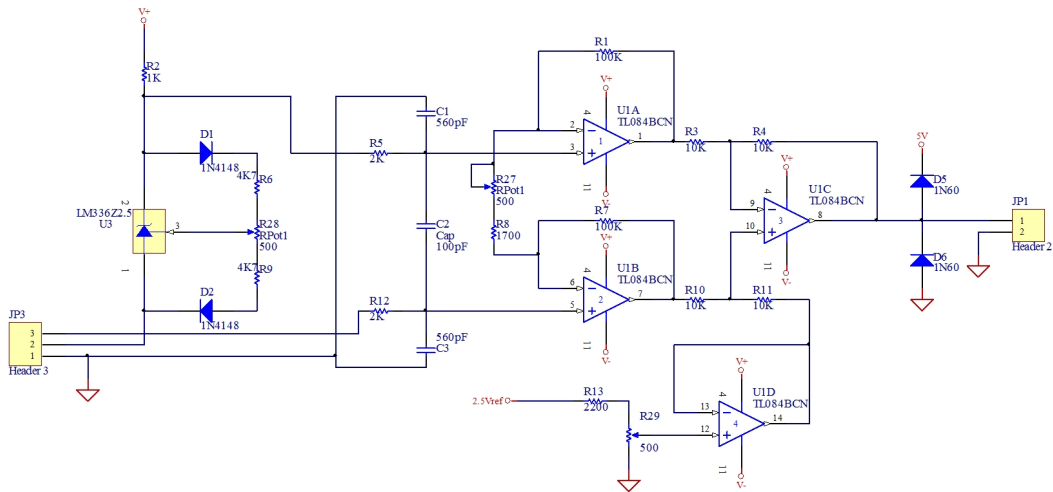 V+
R2
1K
D1
1N4148
4K7
R6
LM336Z2.5
U3
2
3
1
R28
RPot1
500
4K7
R9
D2
1N4148
JP3
3
2
1
Header 3
R5
2K
R12
2K
C1
560pF
C2
Cap
100pF
560pF
C3
R1
100K
V+
4
U1A
TL084BCN
2
3
1
1
11
V-
R27
RPot1
500
R8
1700
R7
100K
V+
4
U1B
TL084BCN
6
5
2
7
11
V-
R3
10K
R4
10K
V+
4
U1C
TL084BCN
9
10
3
8
11
V-
R10
10K
R11
10K
5V
D5
1N60
D6
1N60
JP1
1
2
Header 2
2.5Vref
R13
2200
R29
500
V+
4
U1D
TL084BCN
13
12
4
14
11
V-